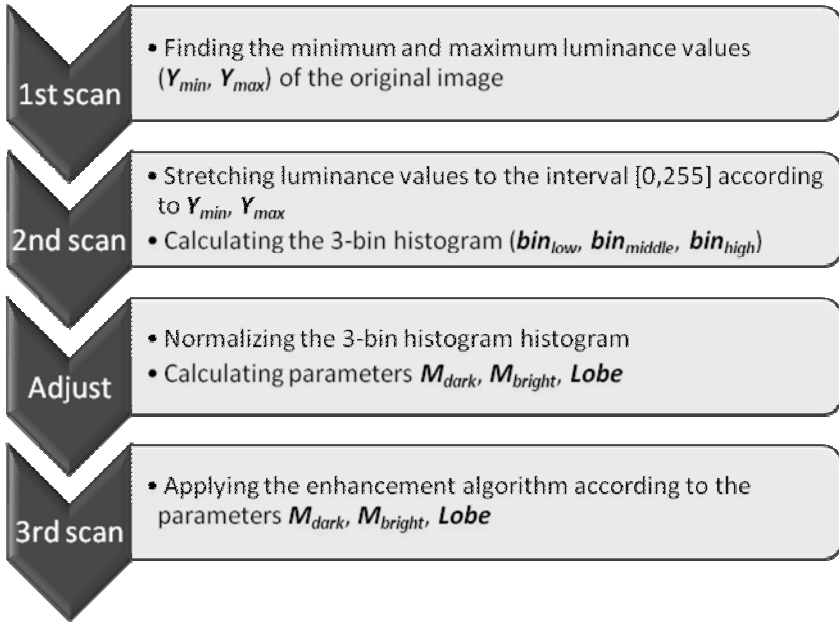 1st scan
• Finding the minimum and maximum luminance values
(Ymin, Ymax) of the original image
2nd scan
• Stretching luminance values to the interval [0,255] according
to Ymin, Ymax
• Calculating the 3-bin histogram (binlow, binmiddle, binhigh)
Adjust
• Normalizing the 3-bin histogram histogram
• Calculating parameters Mdark, Mbright, Lobe
3rd scan
• Applying the enhancement algorithm according to the
parameters Mdark, Mbright, Lobe